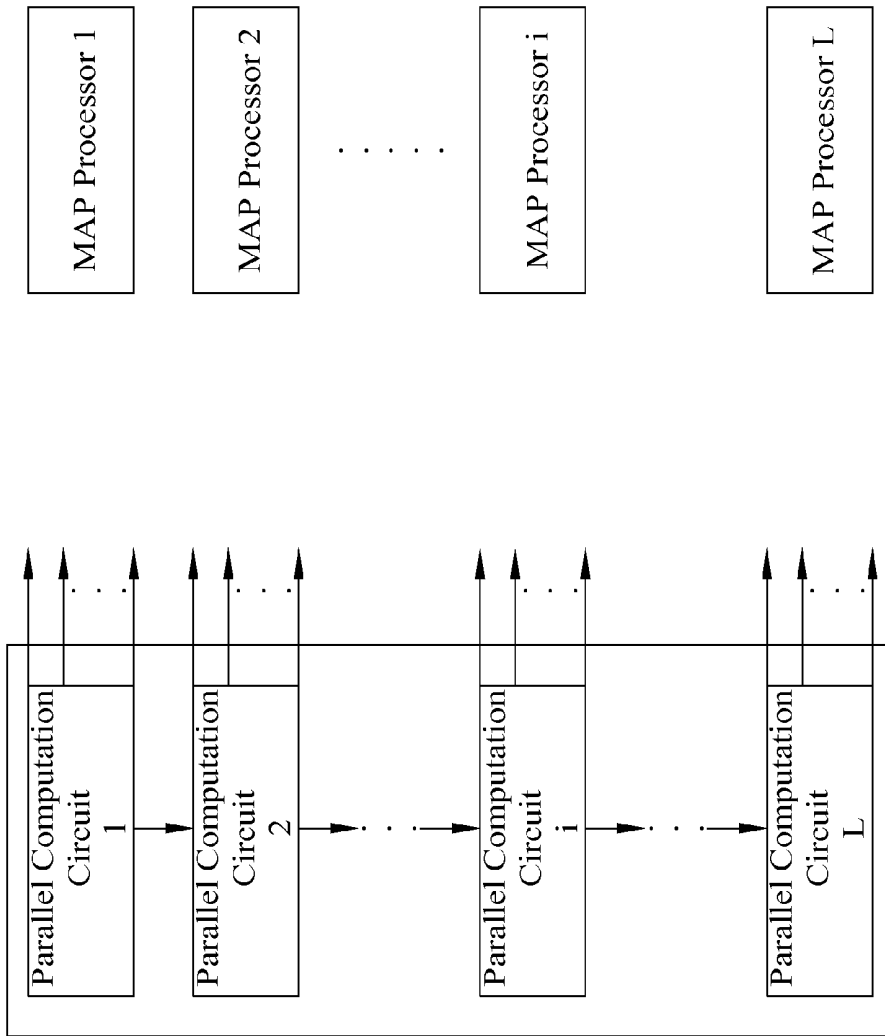 MAP Processor 1
MAP Processor 2
. . . . .
MAP Processor i
MAP Processor L
Parallel Computation
Circuit
1
Parallel Computation
Circuit
2
. . .
Parallel Computation
Circuit
i
. . .
Parallel Computation
Circuit
L